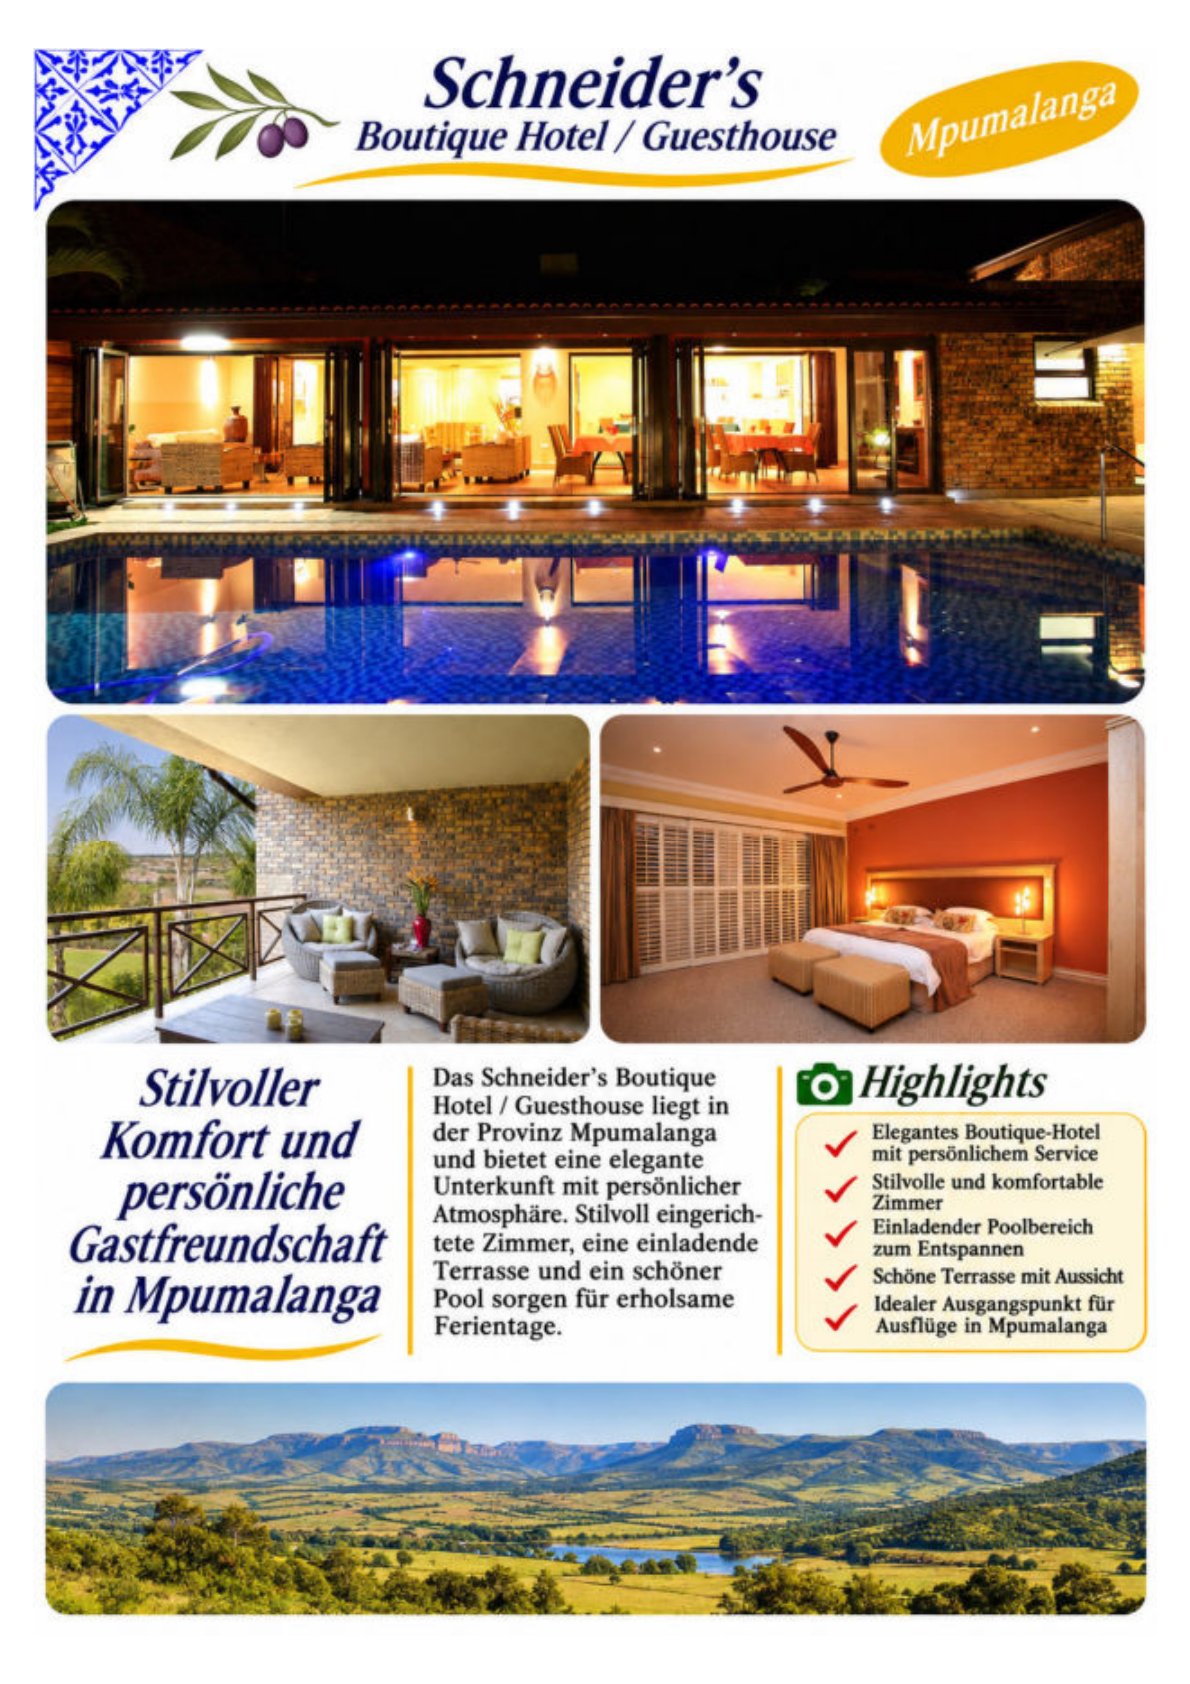 Schneider's
Boutique Hotel / Guesthouse
Mpumalanga
Stilvoller
Komfort und
persönliche
Gastfreundschaft
in Mpumalanga
Das Schneider's Boutique
Hotel / Guesthouse liegt in
der Provinz Mpumalanga
und bietet eine elegante
Unterkunft mit persönlicher
Atmosphäre. Stilvoll eingerich-
tete Zimmer, eine einladende
Terrasse und ein schöner
Pool sorgen für erholsame
Ferientage.
Highlights
Elegantes Boutique-Hotel
mit persönlichem Service
Stilvolle und komfortable
Zimmer
Einladender Poolbereich
zum Entspannen
Schöne Terrasse mit Aussicht
Idealer Ausgangspunkt für
Ausflüge in Mpumalanga